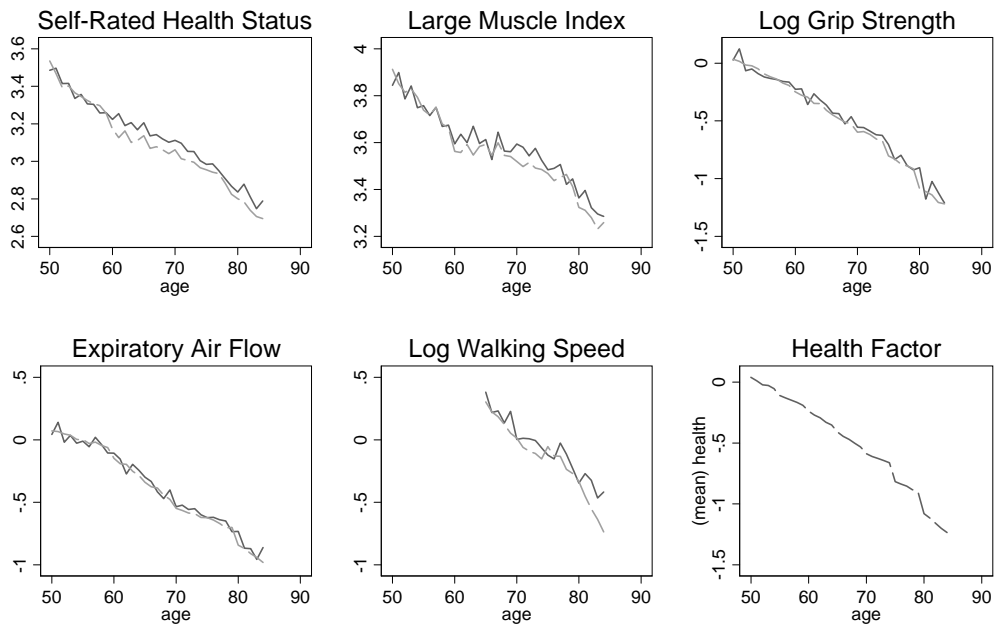 Self-Rated Health Status
3.6
3.4
3.2
3
2.8
2.6
50 60 70 80 90
age
Large Muscle Index
4
3.8
3.6
3.4
3.2
50 60 70 80 90
age
Log Grip Strength
0
-.5
-1
-1.5
50 60 70 80 90
age
Expiratory Air Flow
.5
0
-.5
-1
50 60 70 80 90
age
Log Walking Speed
.5
0
-.5
-1
50 60 70 80 90
age
Health Factor
(mean) health
0
-.5
-1
-1.5
50 60 70 80 90
age